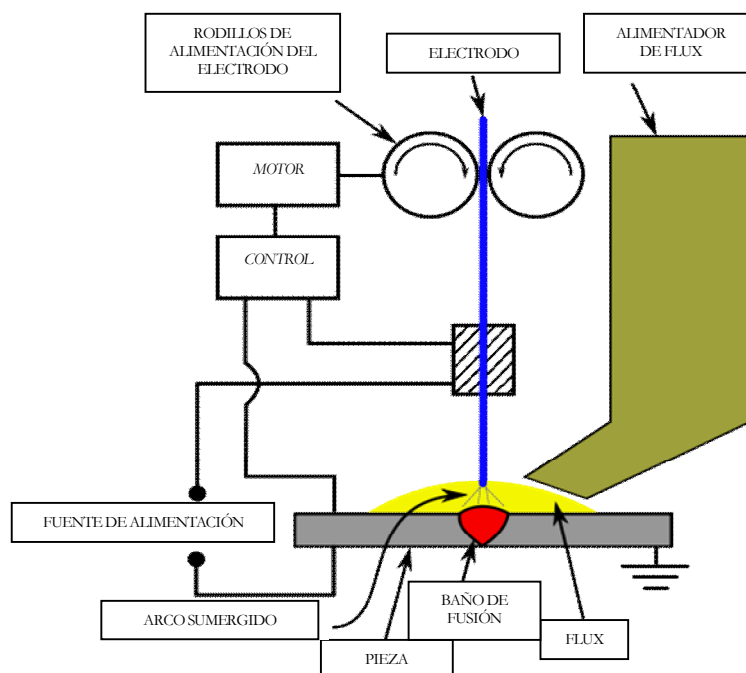 RODILLOS DE
ALIMENTACIÓN DEL
ELECTRODO
ELECTRODO
ALIMENTADOR
DE FLUX
MOTOR
CONTROL
FUENTE DE ALIMENTACIÓN
ARCO SUMERGIDO
BAÑO DE
FUSIÓN
FLUX
PIEZA